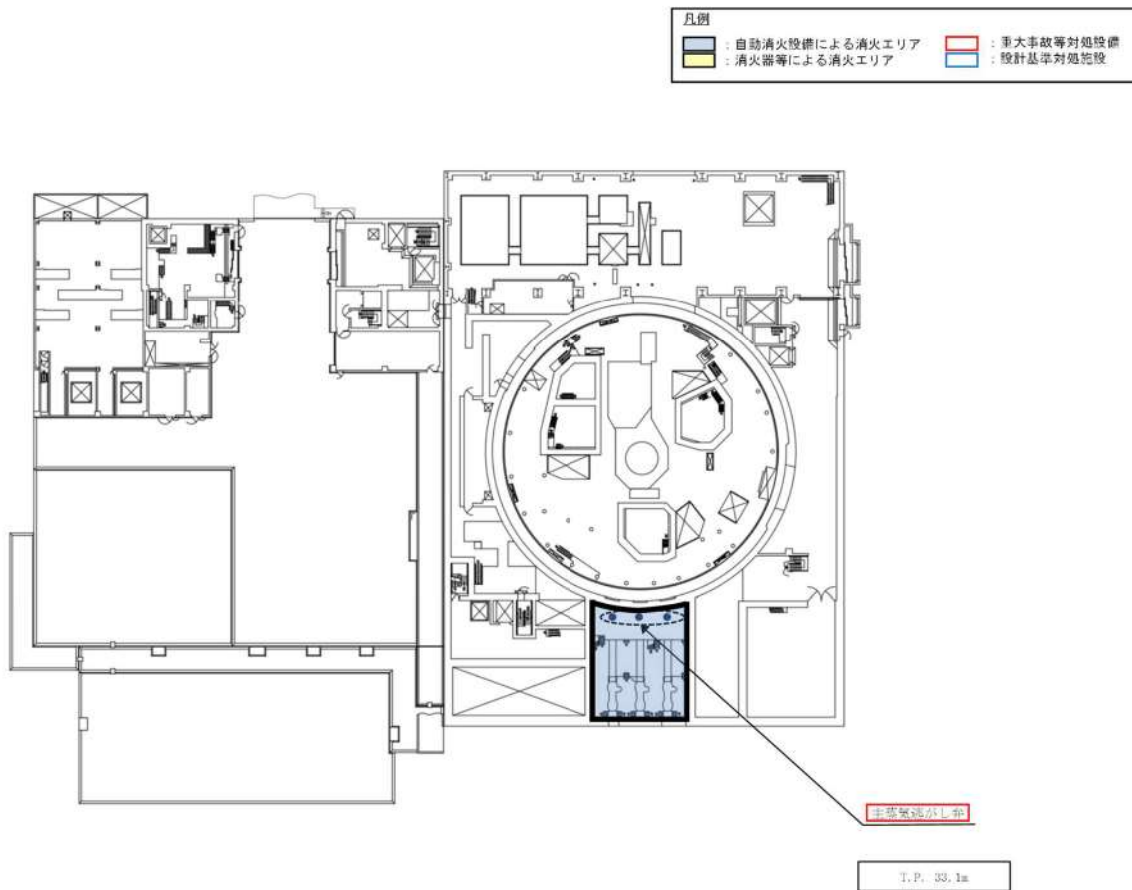 凡例
：自動消火設備による消火エリア
：重大事故等対処設備
：消火器等による消火エリア
：設計基準対処施設
主蒸気逃がし弁
T.P. 33.1m